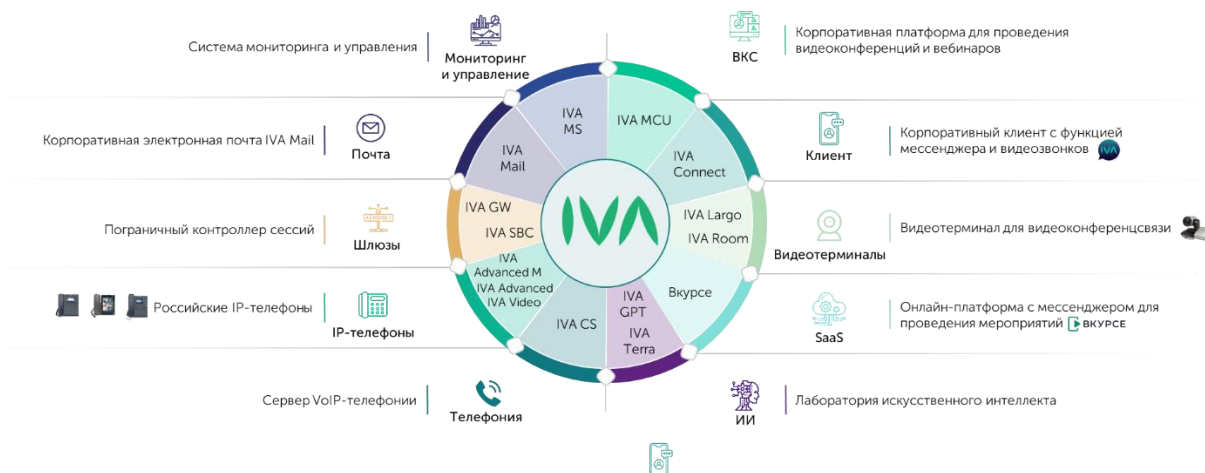 Система мониторинга и управления
Мониторинг
и управление
ВКС
Корпоративная платформа для проведения
видеоконференций и вебинаров
Корпоративная электронная почта IVA Mail
Почта
Клиент
Корпоративный клиент с функцией
мессенджера и видеозвонков
IVA
Пограничный контроллер сессий
Шлюзы
Видеотерминалы
Видеотерминал для видеоконференцсвязи
Российские IP-телефоны
IP-телефоны
SaaS
Онлайн-платформа с мессенджером для
проведения мероприятий ВКУРСЕ
Сервер VoIP-телефонии
Телефония
ИИ
Лаборатория искусственного интеллекта
IVA
MS
IVA MCU
IVA
Mail
IVA
Connect
IVA GW
IVA SBC
IVA
IVA Largo
IVA Room
IVA
Advanced M
IVA Advanced
IVA Video
Вкурсе
IVA CS
IVA
GPT
IVA
Terra